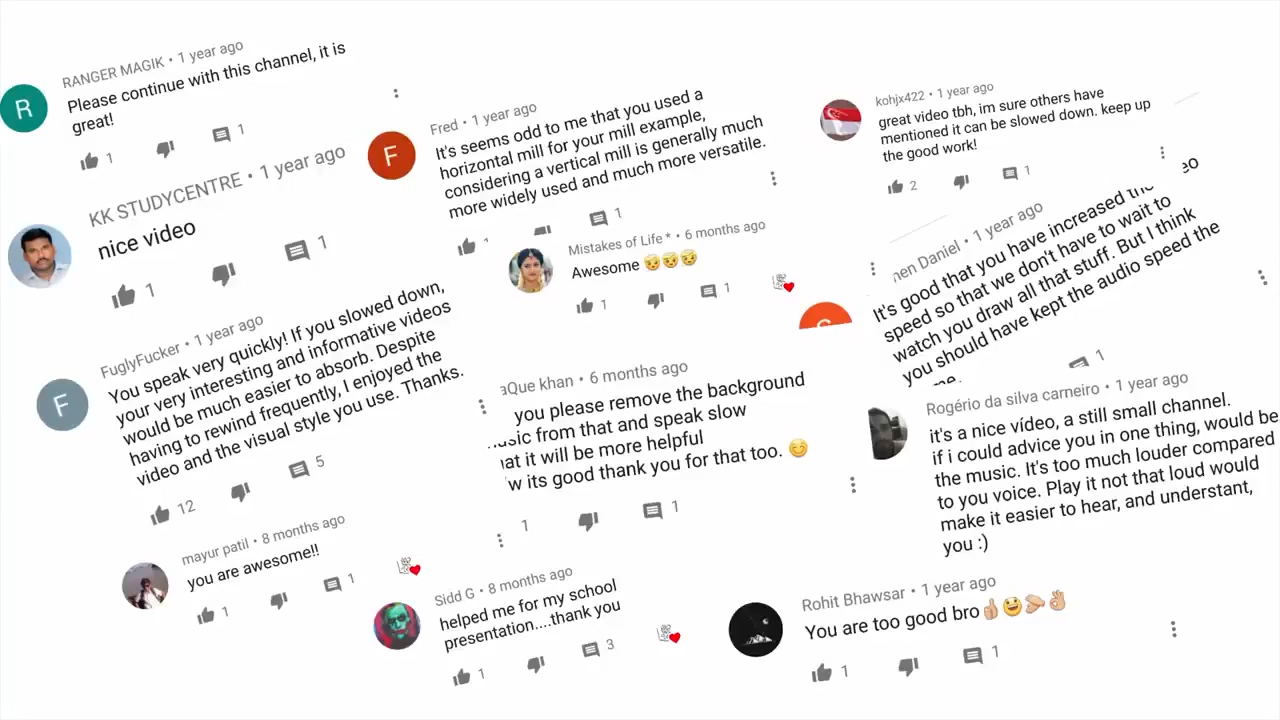 RANGER MAGIK • 1 year ago
Please continue with this channel, it is
great!
1
1
KK STUDYCENTRE • 1 year ago
nice video
1
1
FuglyFucker • 1 year ago
You speak very quickly! If you slowed down,
your very interesting and informative videos
would be much easier to absorb. Despite
having to rewind frequently, I enjoyed the
video and the visual style you use. Thanks.
12
5
mayur patil • 8 months ago
you are awesome!!
1
1
Fred • 1 year ago
It's seems odd to me that you used a
horizontal mill for your mill example,
considering a vertical mill is generally much
more widely used and much more versatile.
1
Mistakes of Life * • 6 months ago
Awesome 🥳🥳🥳
1
1
aQue khan • 6 months ago
you please remove the background
from that and speak slow
it will be more helpful
its good thank you for that too. 😊
1
1
Sidd G • 8 months ago
helped me for my school
presentation....thank you
1
3
kohjx422 • 1 year ago
great video tbh, im sure others have
mentioned it can be slowed down. keep up
the good work!
2
1
Daniel • 1 year ago
It's good that you have increased the
speed so that we don't have to wait to
watch you draw all that stuff. But I think
you should have kept the audio speed the
1
Rogério da silva carneiro • 1 year ago
it's a nice vídeo, a still small channel.
if i could advice you in one thing, would be
the music. It's too much louder compared
to you voice. Play it not that loud would
make it easier to hear, and understant,
you :)
Rohit Bhawsar • 1 year ago
You are too good bro👍😃🤛👌
1
1